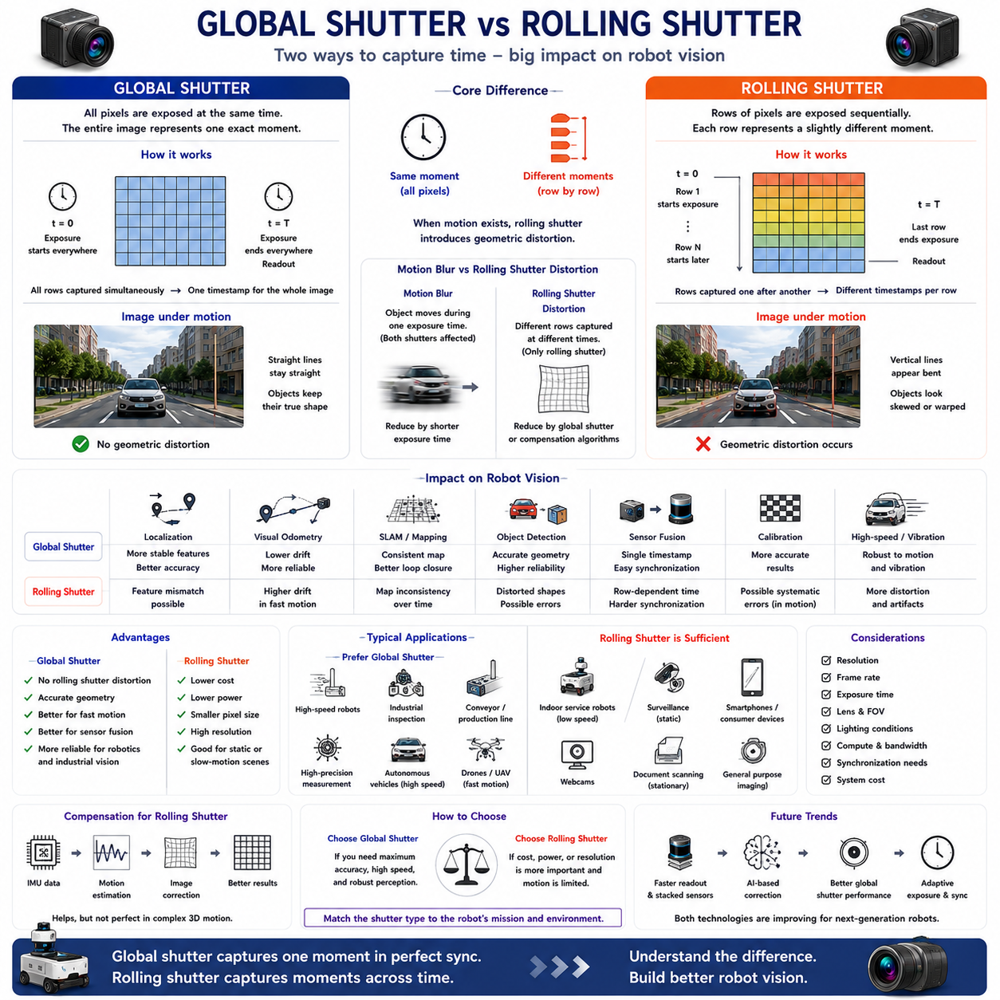 GLOBAL SHUTTER vs ROLLING SHUTTER
Two ways to capture time – big impact on robot vision
GLOBAL SHUTTER
All pixels are exposed at the same time.
The entire image represents one exact moment.
How it works
t = 0
Exposure
starts everywhere
t = T
Exposure
ends everywhere
Readout
All rows captured simultaneously → One timestamp for the whole image
Image under motion
Straight lines
stay straight
Objects keep
their true shape
No geometric distortion
Core Difference
Same moment
(all pixels)
Different moments
(row by row)
When motion exists, rolling shutter
introduces geometric distortion.
Motion Blur vs Rolling Shutter Distortion
Motion Blur
Object moves during
one exposure time.
(Both shutters affected)
Reduce by shorter
exposure time
Rolling Shutter
Distortion
Different rows captured
at different times.
(Only rolling shutter)
Reduce by global shutter
or compensation algorithms
ROLLING SHUTTER
Rows of pixels are exposed sequentially.
Each row represents a slightly different moment.
How it works
t = 0
Row 1
starts exposure
Row N
starts later
t = T
Last row
ends exposure
Readout
Rows captured one after another → Different timestamps per row
Image under motion
Vertical lines
appear bent
Objects look
skewed or warped
Geometric distortion occurs
Impact on Robot Vision
Localization
Visual Odometry
SLAM / Mapping
Object Detection
Sensor Fusion
Calibration
High-speed / Vibration
Global Shutter
More stable features
Better accuracy
Lower drift
More reliable
Consistent map
Better loop closure
Accurate geometry
Higher reliability
Single timestamp
Easy synchronization
More accurate
results
Robust to motion
and vibration
Rolling Shutter
Feature mismatch
possible
Higher drift
in fast motion
Map inconsistency
over time
Distorted shapes
Possible errors
Row-dependent time
Harder synchronization
Possible systematic
errors (in motion)
More distortion
and artifacts
Advantages
Global Shutter
No rolling shutter distortion
Accurate geometry
Better for fast motion
Better for sensor fusion
More reliable for robotics
and industrial vision
Rolling Shutter
Lower cost
Lower power
Smaller pixel size
High resolution
Good for static or
slow-motion scenes
Typical Applications
Prefer Global Shutter
High-speed robots
Industrial
inspection
Conveyor /
production line
High-precision
measurement
Autonomous
vehicles (high speed)
Drones / UAV
(fast motion)
Rolling Shutter is Sufficient
Indoor service robots
(low speed)
Surveillance
(static)
Smartphones /
consumer devices
Webcams
Document scanning
(stationary)
General purpose
imaging)
Considerations
Resolution
Frame rate
Exposure time
Lens & FOV
Lighting conditions
Compute & bandwidth
Synchronization needs
System cost
Compensation for Rolling Shutter
IMU data
Motion
estimation
Image
correction
Better results
Helps, but not perfect in complex 3D motion.
How to Choose
Choose Global Shutter
If you need maximum
accuracy, high speed,
and robust perception.
Choose Rolling Shutter
If cost, power, or resolution
is more important and
motion is limited.
Match the shutter type to the robot's mission and environment.
Future Trends
Faster readout
& stacked sensors
AI-based
correction
Better global
shutter performance
Adaptive
exposure & sync
Both technologies are improving for next-generation robots.
Global shutter captures one moment in perfect sync.
Rolling shutter captures moments across time.
Understand the difference.
Build better robot vision.